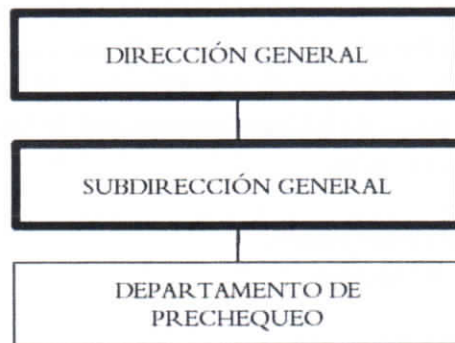 DIRECCIÓN GENERAL
SUBDIRECCIÓN GENERAL
DEPARTAMENTO DE
PRECHEQUEO